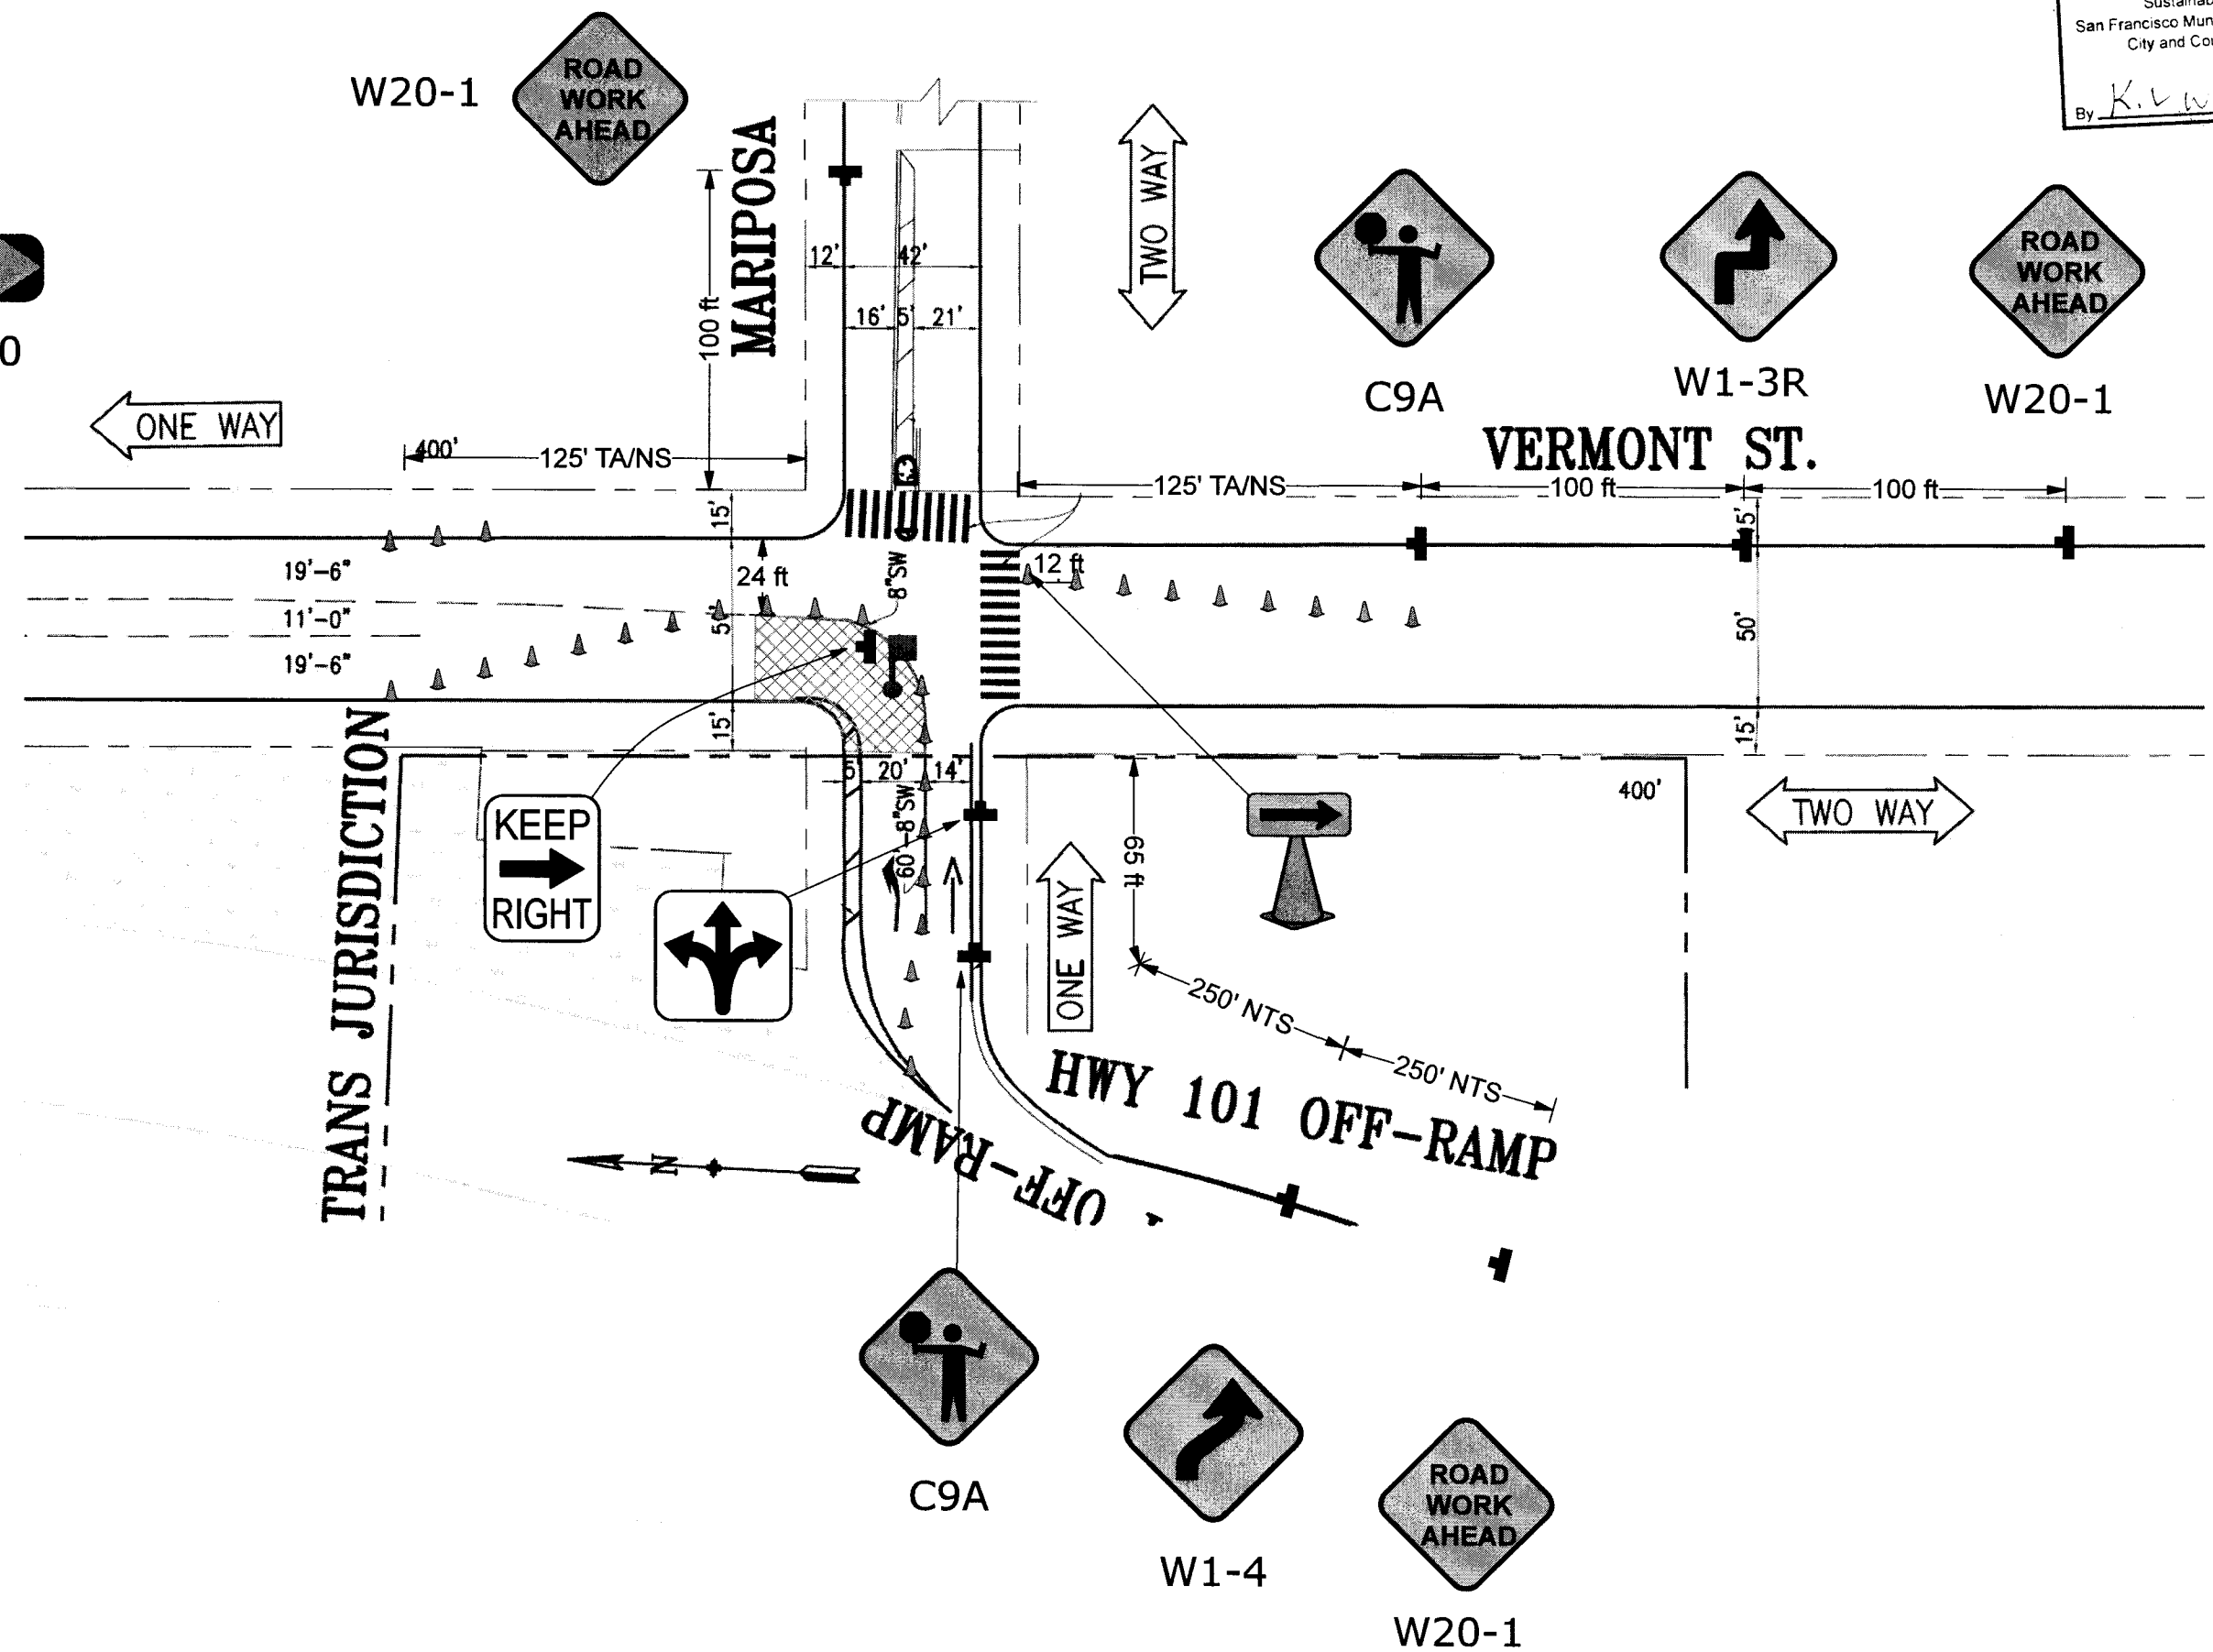 San Francisco Mun
City and Co
By K.
W20-1
ROAD
WORK
AHEAD
MARIPOSA
100 ft
12'
42'
16'
5'
21'
TWO WAY
C9A
W1-3R
ROAD
WORK
AHEAD
W20-1
0
ONE WAY
400'
125' TA/NS
VERMONT ST.
125' TA/NS
100 ft
100 ft
15'
15'
19'-6"
11'-0"
19'-6"
24 ft
8"SW
12 ft
50'
15'
15'
5'
20'
14'
60'-8"SW
TRANS JURISDICTION
KEEP
RIGHT
ONE WAY
65 ft
400'
TWO WAY
250' NTS
250' NTS
HWY 101 OFF-RAMP
OFF-RAMP
N
C9A
W1-4
ROAD
WORK
AHEAD
W20-1